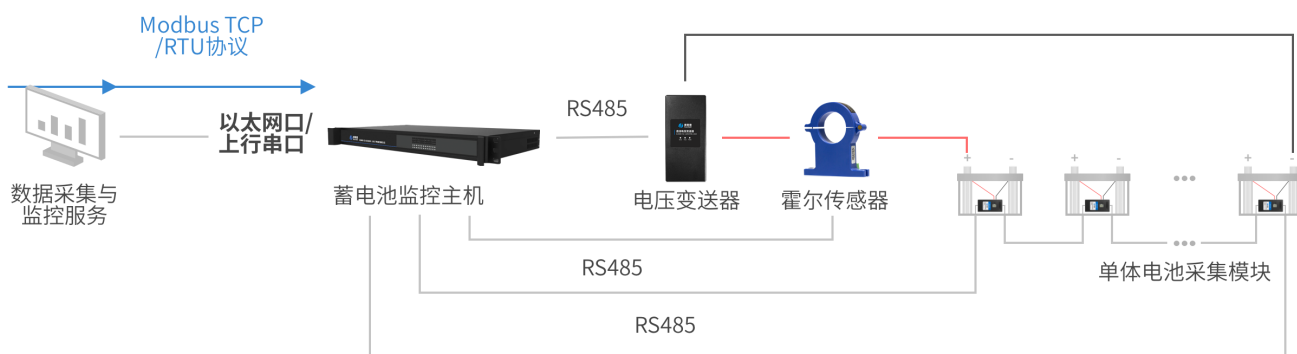 Modbus TCP
/RTU协议
以太网口/
上行串口
RS485
数据采集与
监控服务
蓄电池监控主机
电压变送器
霍尔传感器
+
-
+
-
+
-
单体电池采集模块
RS485
RS485